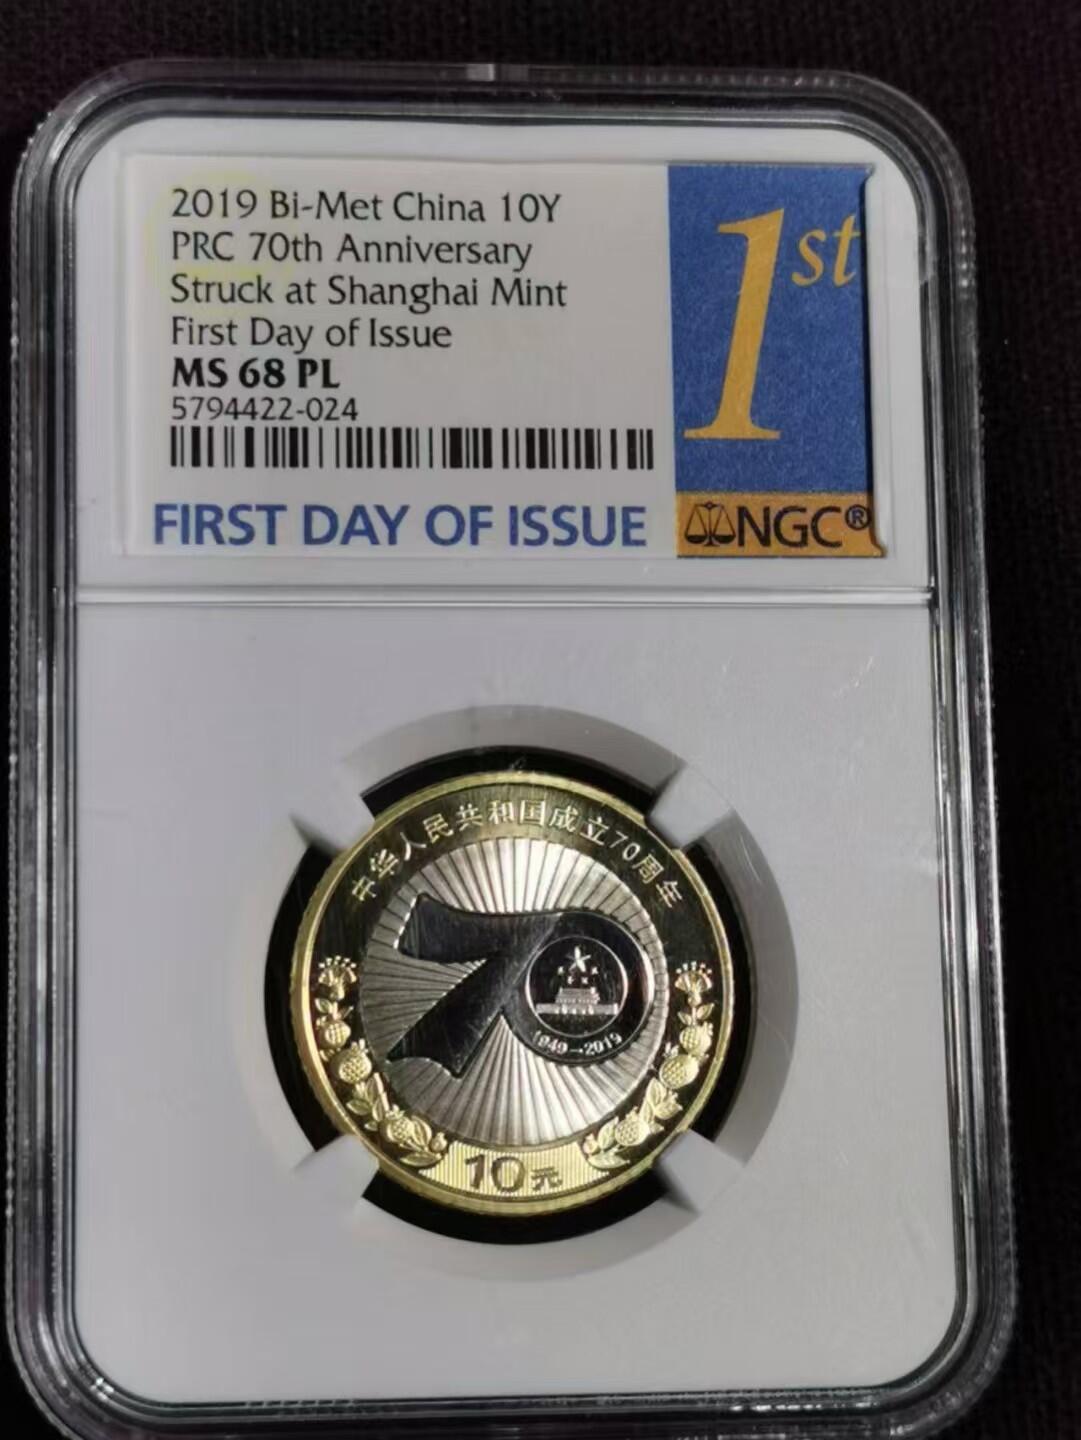 2019 Bi-Met China 10Y
PRC 70th Anniversary
Struck at Shanghai Mint
First Day of Issue
MS 68 PL
5794422-024
FIRST DAY OF ISSUE
1st
NGC®
中华人民共和国成立70周年
70
1949-2019
10元